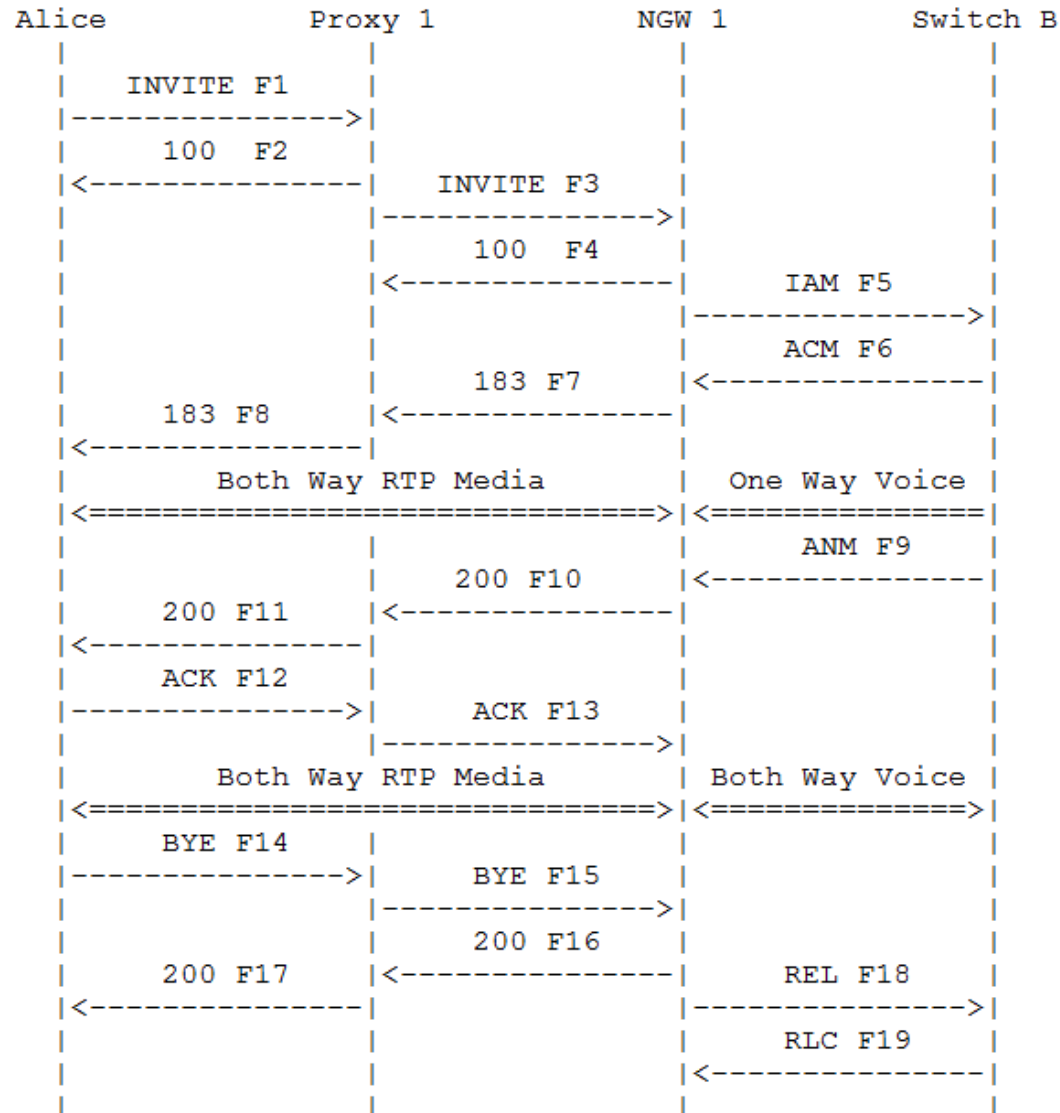 Alice Proxy 1 NGW 1 Switch B
INVITE F1
100 F2
INVITE F3
100 F4
IAM F5
ACM F6
183 F7
183 F8
Both Way RTP Media One Way Voice
ANM F9
200 F10
200 F11
ACK F12
ACK F13
Both Way RTP Media Both Way Voice
BYE F14
BYE F15
200 F16
200 F17 REL F18
RLC F19